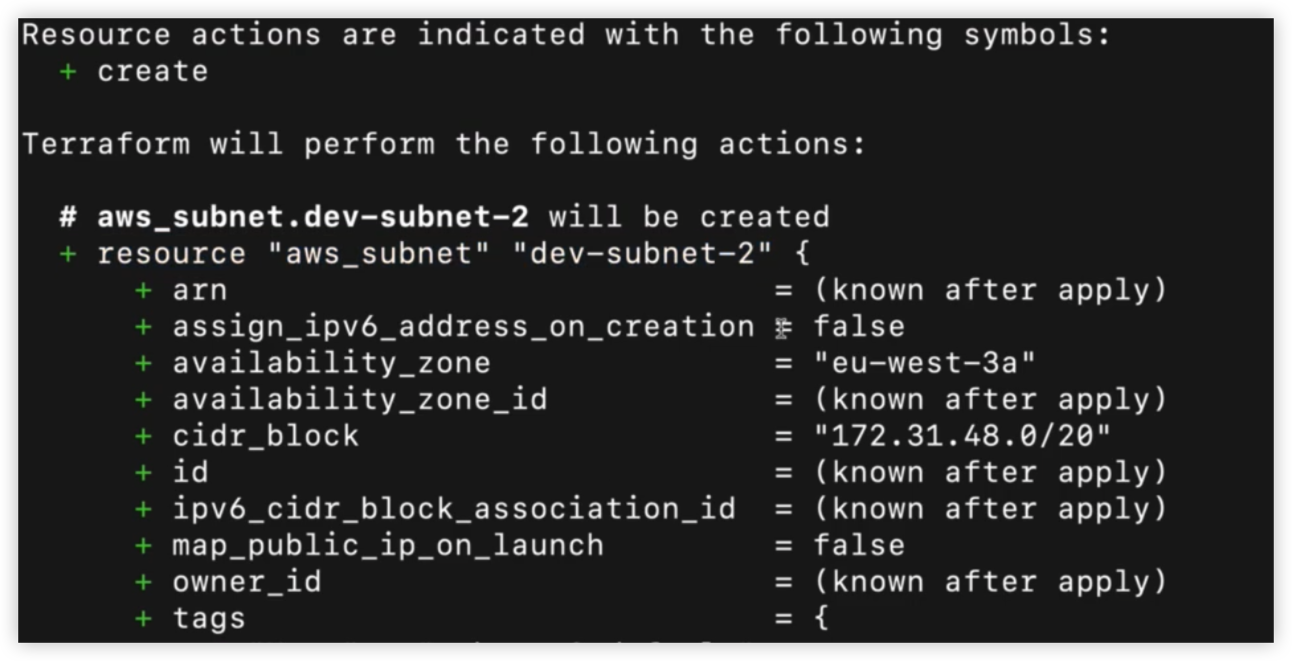 Resource actions are indicated with the following symbols:
  + create

Terraform will perform the following actions:

  # aws_subnet.dev-subnet-2 will be created
  + resource "aws_subnet" "dev-subnet-2" {
      + arn                             = (known after apply)
      + assign_ipv6_address_on_creation = false
      + availability_zone               = "eu-west-3a"
      + availability_zone_id            = (known after apply)
      + cidr_block                      = "172.31.48.0/20"
      + id                              = (known after apply)
      + ipv6_cidr_block_association_id  = (known after apply)
      + map_public_ip_on_launch         = false
      + owner_id                        = (known after apply)
      + tags                            = {